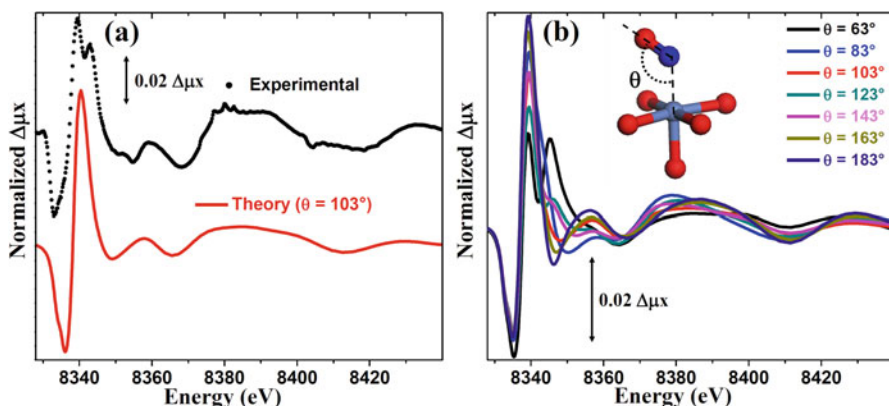 (a)
0.02 Δμx
Experimental
Theory (θ = 103°)
Normalized Δμx
8340 8360 8380 8400 8420
Energy (eV)
(b)
θ
θ = 63°
θ = 83°
θ = 103°
θ = 123°
θ = 143°
θ = 163°
θ = 183°
0.02 Δμx
Normalized Δμx
8340 8360 8380 8400 8420
Energy (eV)